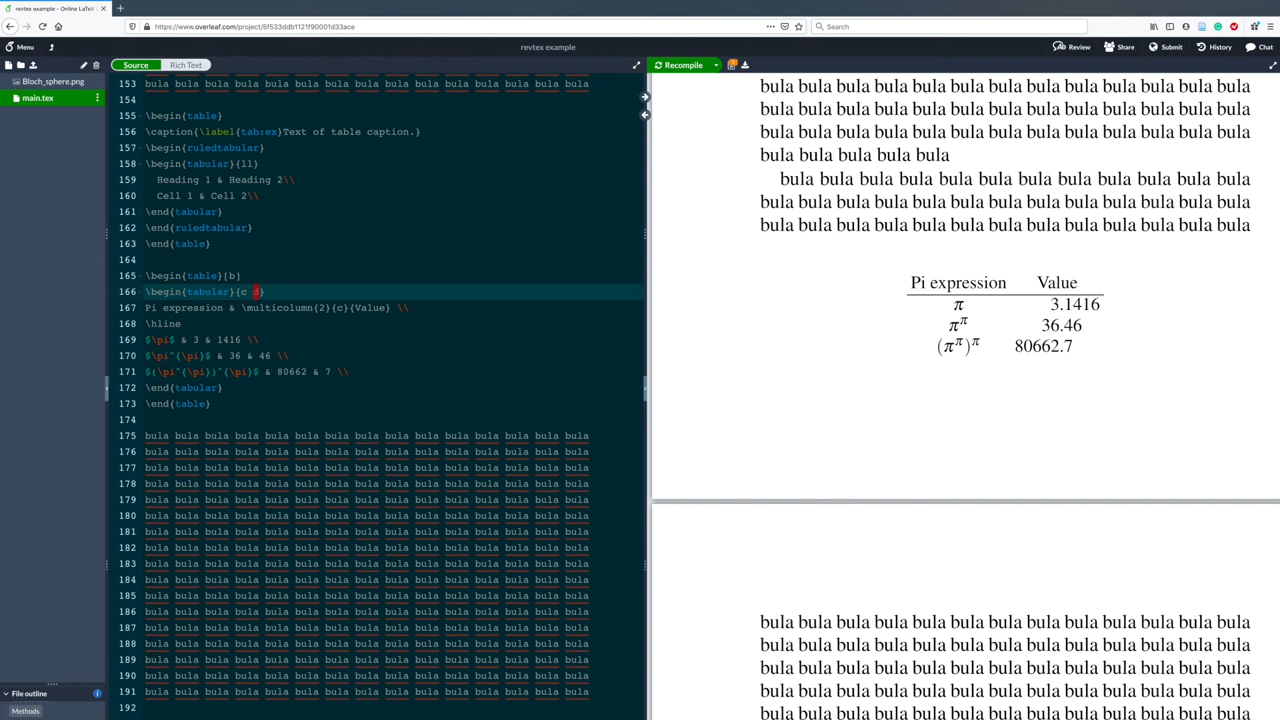 revtex example - Online LaTeX
https://www.overleaf.com/project/5f533ddb1121f90001d33ace
Search
Menu
revtex example
Review
Share
Submit
History
Chat
Source
Rich Text
Recompile
Bloch_sphere.png
main.tex
153 bula bula bula bula bula bula bula bula bula bula bula bula bula bula bula
154
155 \begin{table}
156 \caption{\label{tab:ex}Text of table caption.}
157 \begin{ruledtabular}
158 \begin{tabular}{ll}
159 Heading 1 & Heading 2\\
160 Cell 1 & Cell 2\\
161 \end{tabular}
162 \end{ruledtabular}
163 \end{table}
164
165 \begin{table}[b]
166 \begin{tabular}{c d}
167 Pi expression & \multicolumn{2}{c}{Value} \\
168 \hline
169 $\pi$ & 3 & 1416 \\
170 $\pi^{\pi}$ & 36 & 46 \\
171 $(\pi^{\pi})^{\pi}$ & 80662 & 7 \\
172 \end{tabular}
173 \end{table}
174
175 bula bula bula bula bula bula bula bula bula bula bula bula bula bula bula
176 bula bula bula bula bula bula bula bula bula bula bula bula bula bula bula
177 bula bula bula bula bula bula bula bula bula bula bula bula bula bula bula
178 bula bula bula bula bula bula bula bula bula bula bula bula bula bula bula
179 bula bula bula bula bula bula bula bula bula bula bula bula bula bula bula
180 bula bula bula bula bula bula bula bula bula bula bula bula bula bula bula
181 bula bula bula bula bula bula bula bula bula bula bula bula bula bula bula
182 bula bula bula bula bula bula bula bula bula bula bula bula bula bula bula
183 bula bula bula bula bula bula bula bula bula bula bula bula bula bula bula
184 bula bula bula bula bula bula bula bula bula bula bula bula bula bula bula
185 bula bula bula bula bula bula bula bula bula bula bula bula bula bula bula
186 bula bula bula bula bula bula bula bula bula bula bula bula bula bula bula
187 bula bula bula bula bula bula bula bula bula bula bula bula bula bula bula
188 bula bula bula bula bula bula bula bula bula bula bula bula bula bula bula
189 bula bula bula bula bula bula bula bula bula bula bula bula bula bula bula
190 bula bula bula bula bula bula bula bula bula bula bula bula bula bula bula
191 bula bula bula bula bula bula bula bula bula bula bula bula bula bula bula
192
File outline
Methods
bula bula bula bula bula bula bula bula bula bula bula bula bula
bula bula bula bula bula bula bula bula bula bula bula bula bula
bula bula bula bula bula bula bula bula bula bula bula bula bula
bula bula bula bula bula
bula bula bula bula bula bula bula bula bula bula bula bula
bula bula bula bula bula bula bula bula bula bula bula bula bula
bula bula bula bula bula bula bula bula bula bula bula bula bula
Pi expression Value
π 3.1416
π^π 36.46
(π^π)^π 80662.7
bula bula bula bula bula bula bula bula bula bula bula bula bula
bula bula bula bula bula bula bula bula bula bula bula bula bula
bula bula bula bula bula bula bula bula bula bula bula bula bula
bula bula bula bula bula bula bula bula bula bula bula bula bula
bula bula bula bula bula bula bula bula bula bula bula bula bula